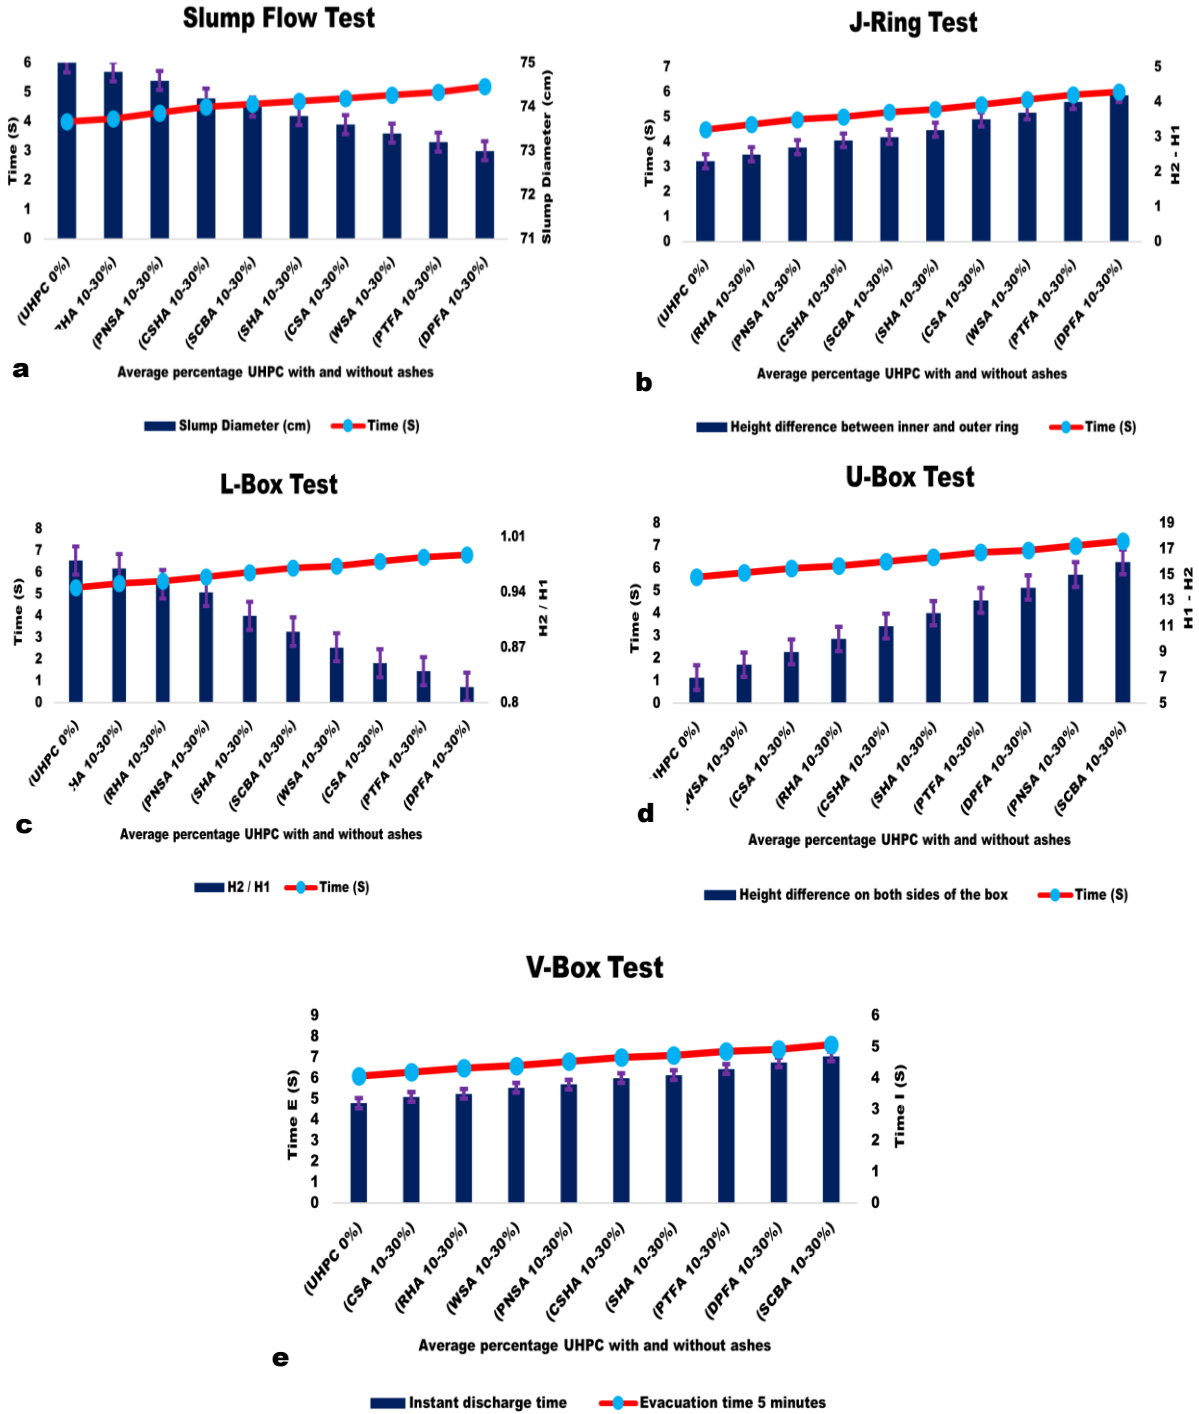 Slump Flow Test
6
5
4
3
2
1
0
Time (S)
75
74
73
72
71
Slump Diameter (cm)
(UHPC 0%)
HA 10-30%)
(PNSA 10-30%)
(CSHA 10-30%)
(SCBA 10-30%)
(SHA 10-30%)
(CSA 10-30%)
(WSA 10-30%)
(PTFA 10-30%)
(DPFA 10-30%)
Average percentage UHPC with and without ashes
a
Slump Diameter (cm)
Time (S)
J-Ring Test
7
6
5
4
3
2
1
0
Time (S)
5
4
3
2
1
0
H2 - H1
(UHPC 0%)
(RHA 10-30%)
(PNSA 10-30%)
(CSHA 10-30%)
(SCBA 10-30%)
(SHA 10-30%)
(CSA 10-30%)
(WSA 10-30%)
(PTFA 10-30%)
(DPFA 10-30%)
Average percentage UHPC with and without ashes
b
Height difference between inner and outer ring
Time (S)
L-Box Test
8
7
6
5
4
3
2
1
0
Time (S)
1.01
0.94
0.87
0.8
H2 / H1
(UHPC 0%)
HA 10-30%)
(RHA 10-30%)
(PNSA 10-30%)
(SHA 10-30%)
(SCBA 10-30%)
(WSA 10-30%)
(CSA 10-30%)
(PTFA 10-30%)
(DPFA 10-30%)
Average percentage UHPC with and without ashes
c
H2 / H1
Time (S)
U-Box Test
8
7
6
5
4
3
2
1
0
Time (S)
19
17
15
13
11
9
7
5
H1 - H2
HPC 0%)
WSA 10-30%)
(CSA 10-30%)
(RHA 10-30%)
(CSHA 10-30%)
(SHA 10-30%)
(PTFA 10-30%)
(DPFA 10-30%)
(PNSA 10-30%)
(SCBA 10-30%)
Average percentage UHPC with and without ashes
d
Height difference on both sides of the box
Time (S)
V-Box Test
9
8
7
6
5
4
3
2
1
0
Time E (S)
6
5
4
3
2
1
0
Time I (S)
(UHPC 0%)
(CSA 10-30%)
(RHA 10-30%)
(WSA 10-30%)
(PNSA 10-30%)
(CSHA 10-30%)
(SHA 10-30%)
(PTFA 10-30%)
(DPFA 10-30%)
(SCBA 10-30%)
Average percentage UHPC with and without ashes
e
Instant discharge time
Evacuation time 5 minutes